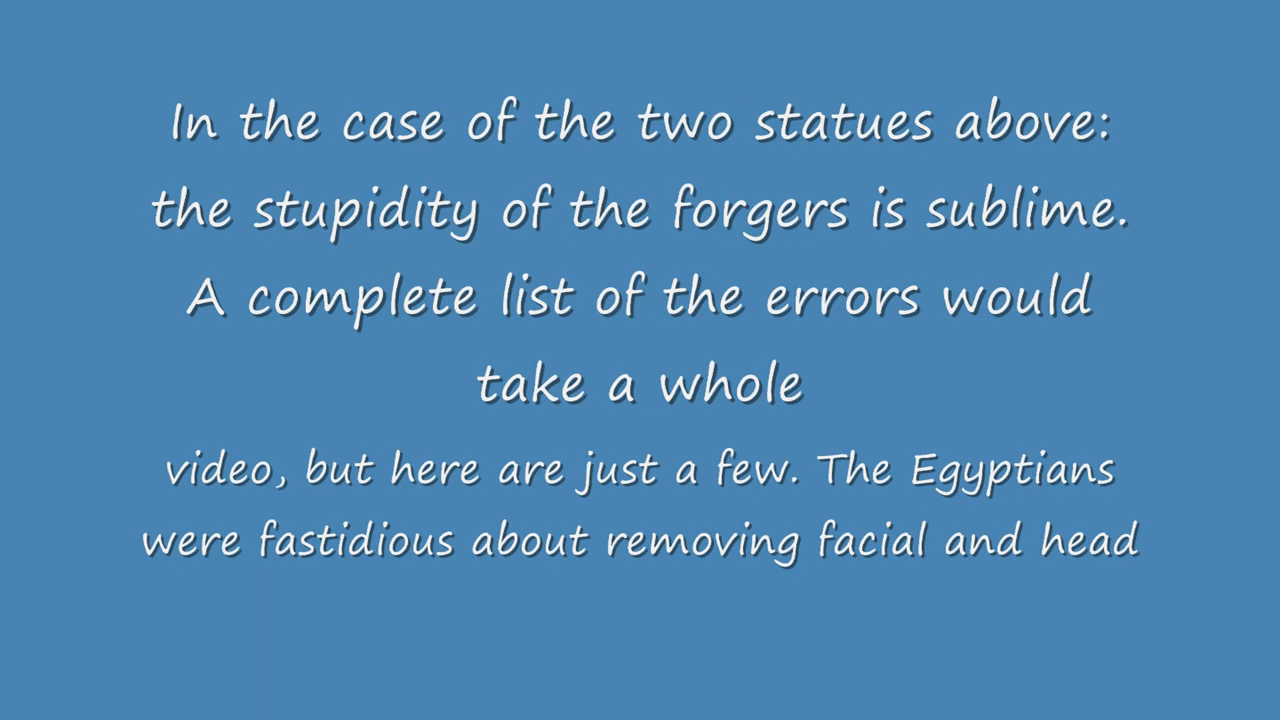 In the case of the two statues above:
the stupidity of the forgers is sublime.
A complete list of the errors would
take a whole
video, but here are just a few. The Egyptians
were fastidious about removing facial and head